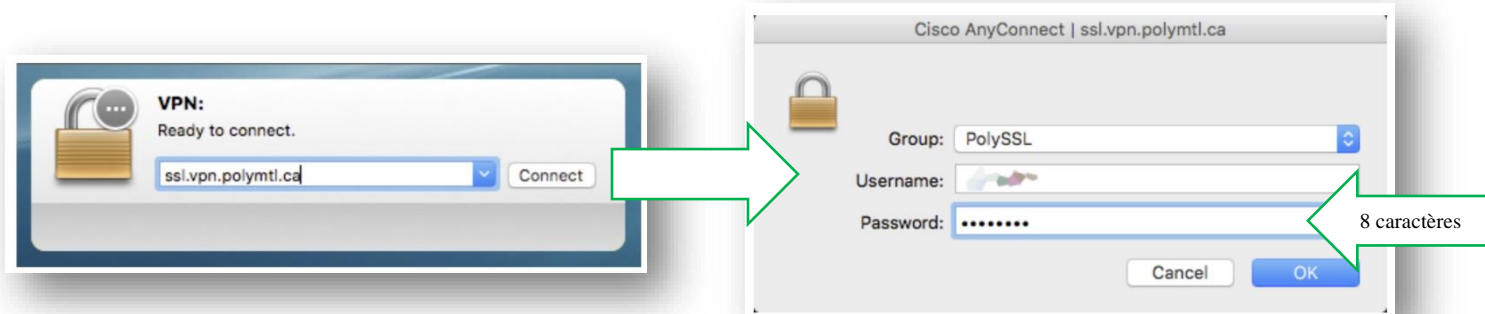 VPN:
Ready to connect.
ssl.vpn.polymtl.ca
Connect
Cisco AnyConnect | ssl.vpn.polymtl.ca
Group:
PolySSL
Username:
Password:
••••••••
8 caractères
Cancel
OK